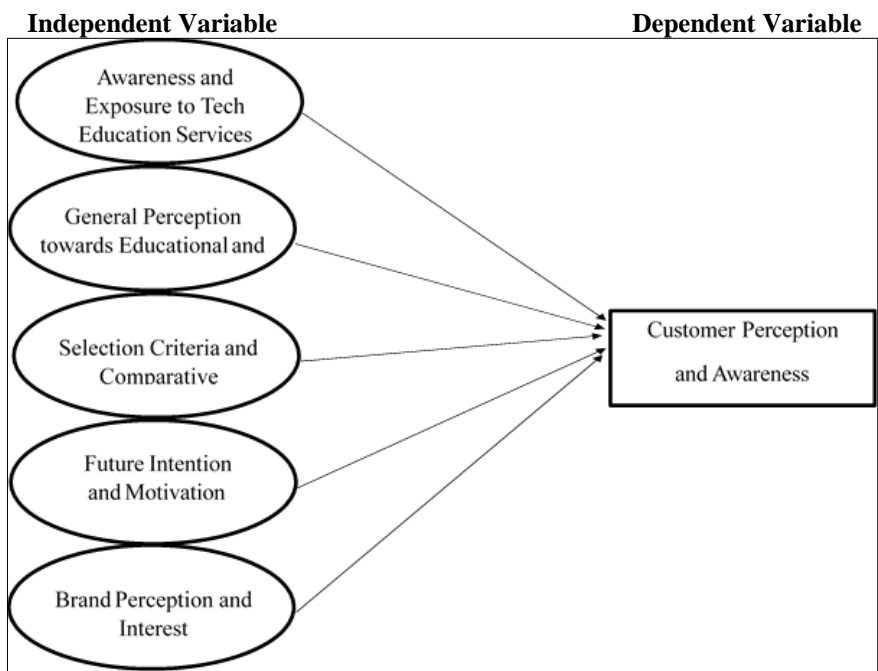 Independent Variable
Dependent Variable
Awareness and
Exposure to Tech
Education Services
General Perception
towards Educational and
Selection Criteria and
Comparative
Future Intention
and Motivation
Brand Perception and
Interest
Customer Perception
and Awareness